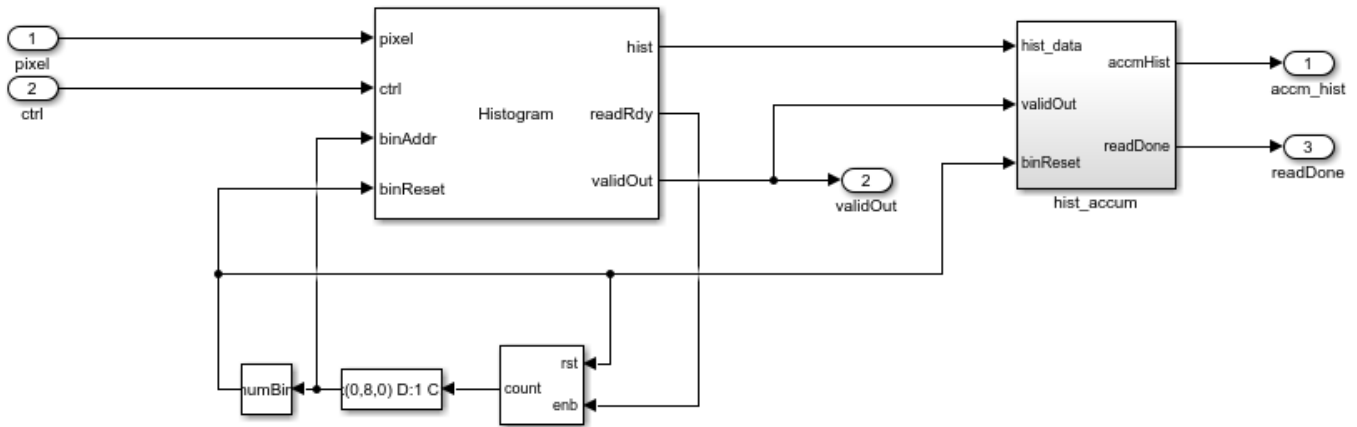 1
pixel
2
ctrl
pixel
ctrl
binAddr
binReset
Histogram
hist
readRdy
validOut
2
validOut
hist_data
validOut
binReset
accmHist
readDone
hist_accum
1
accm_hist
3
readDone
numBin
:(0,8,0) D:1 C
count
rst
enb